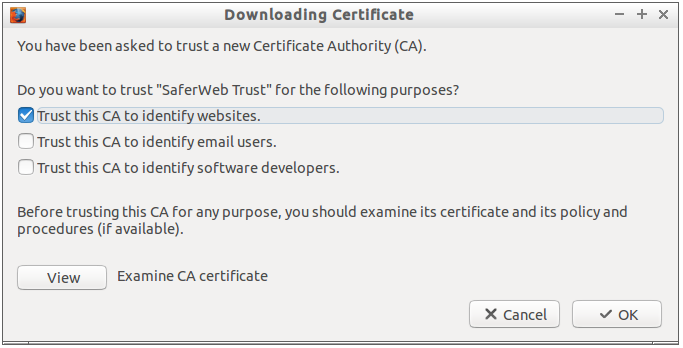 Downloading Certificate
You have been asked to trust a new Certificate Authority (CA).
Do you want to trust "SaferWeb Trust" for the following purposes?
Trust this CA to identify websites.
Trust this CA to identify email users.
Trust this CA to identify software developers.
Before trusting this CA for any purpose, you should examine its certificate and its policy and
procedures (if available).
View Examine CA certificate
Cancel OK